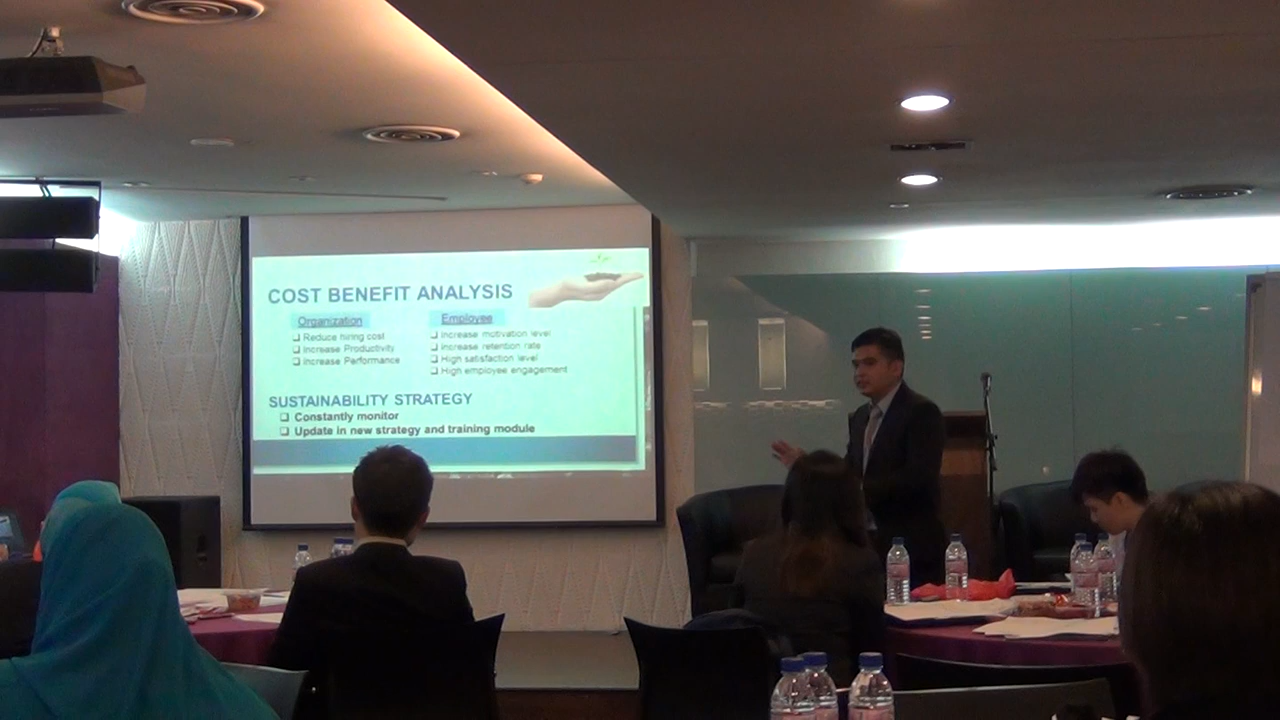 COST BENEFIT ANALYSIS
Organization
❑ Reduce hiring cost
❑ Increase Productivity
❑ Increase Performance
Employee
❑ Increase motivation level
❑ Increase retention rate
❑ High satisfaction level
❑ High employee engagement
SUSTAINABILITY STRATEGY
❑ Constantly monitor
❑ Update in new strategy and training module